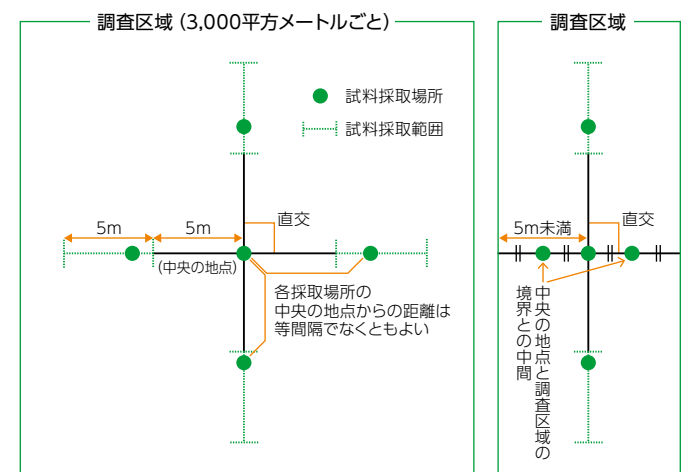 調査区域 (3,000平方メートルごと)
試料採取場所
試料採取範囲
5m
5m
直交
(中央の地点)
各採取場所の
中央の地点からの距離は
等間隔でなくともよい
調査区域
5m未満
直交
中央の地点と調査区域の
境界との中間